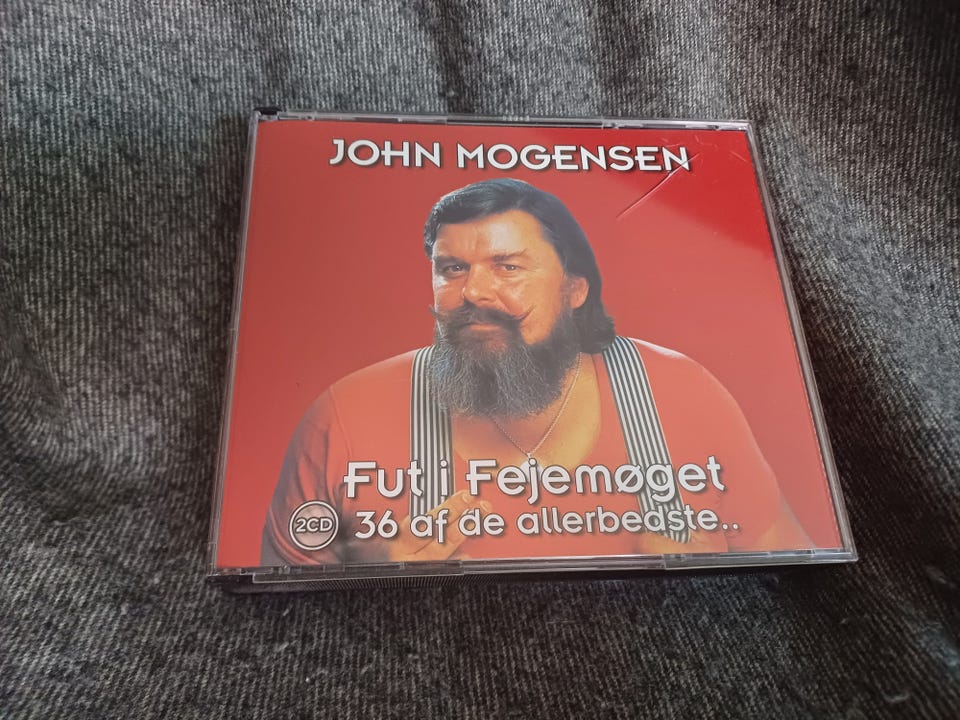 JOHN MOGENSEN
Fut i Fejemøget
2CD
36 af de allerbedste..